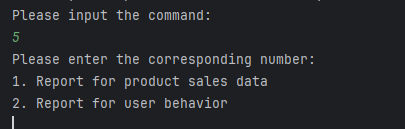 Please input the command:
5
Please enter the corresponding number:
1. Report for product sales data
2. Report for user behavior